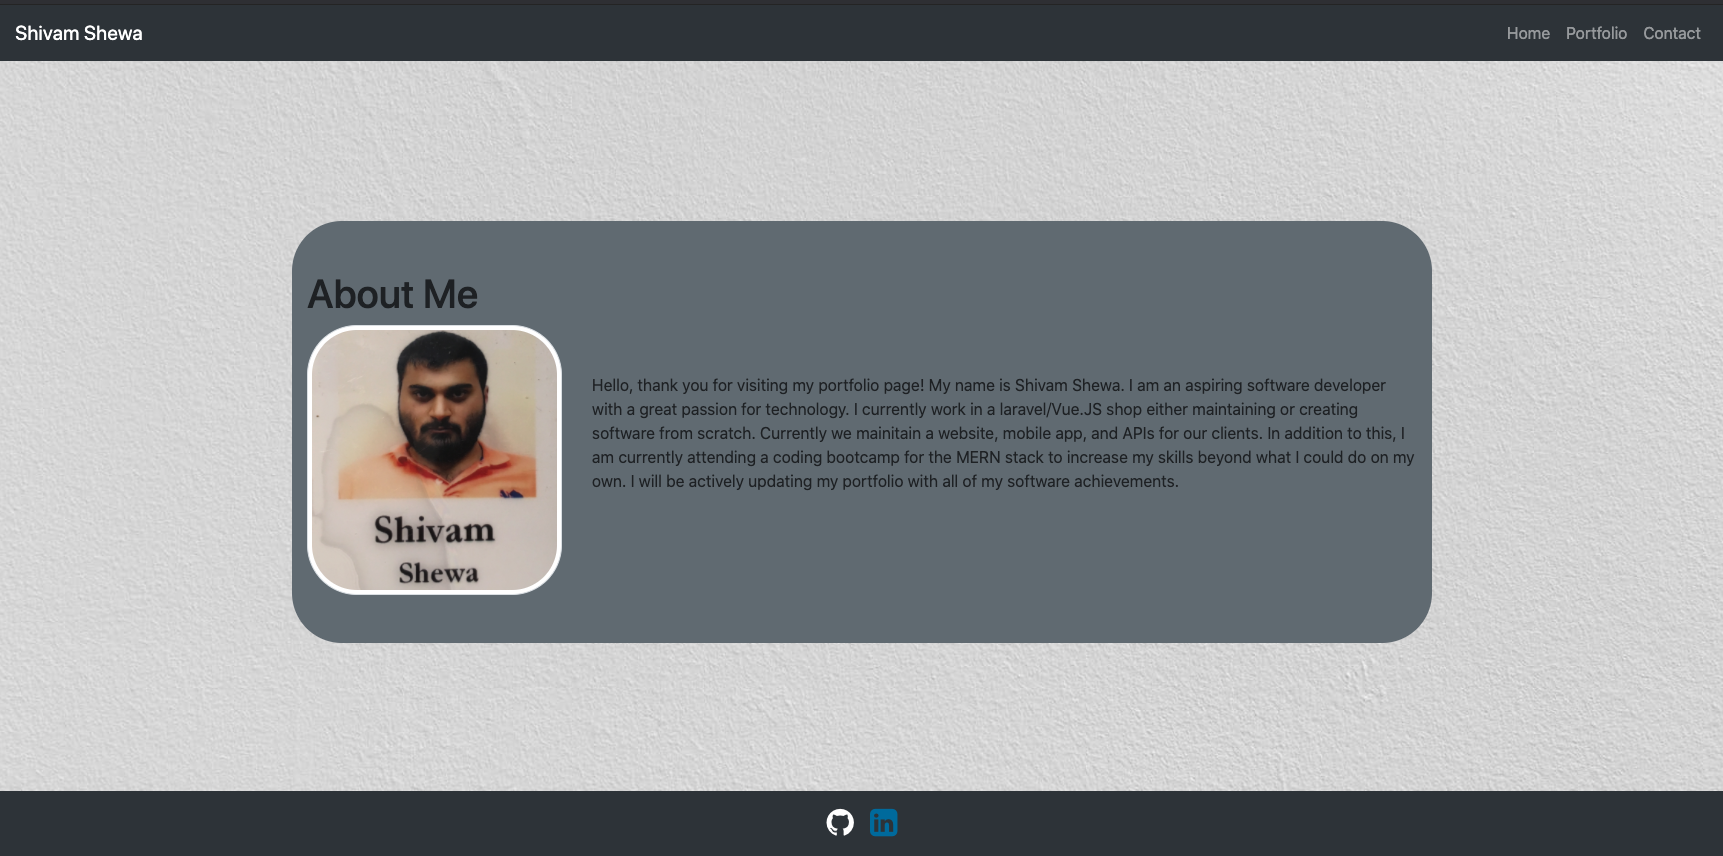 Shivam Shewa
Home Portfolio Contact
About Me
Hello, thank you for visiting my portfolio page! My name is Shivam Shewa. I am an aspiring software developer
with a great passion for technology. I currently work in a laravel/Vue.JS shop either maintaining or creating
software from scratch. Currently we mainitain a website, mobile app, and APIs for our clients. In addition to this, I
am currently attending a coding bootcamp for the MERN stack to increase my skills beyond what I could do on my
own. I will be actively updating my portfolio with all of my software achievements.
Shivam
Shewa
in